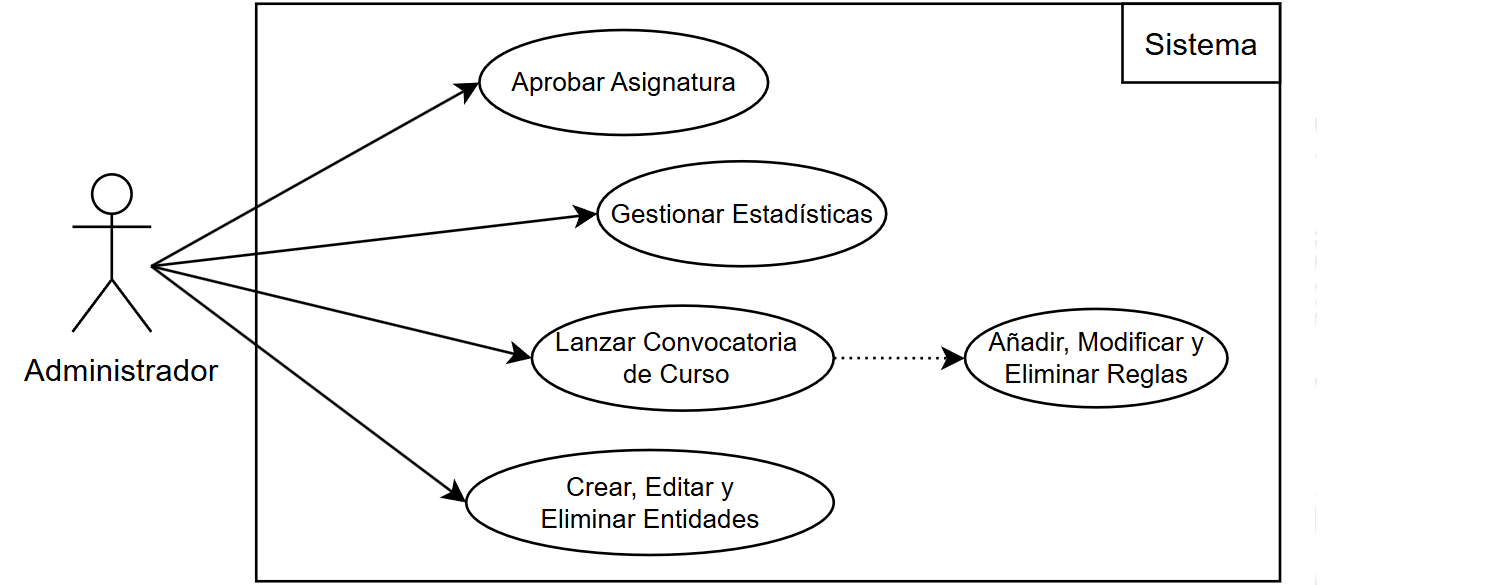 Sistema
Aprobar Asignatura
Gestionar Estadísticas
Administrador
Lanzar Convocatoria
de Curso
Añadir, Modificar y
Eliminar Reglas
Crear, Editar y
Eliminar Entidades